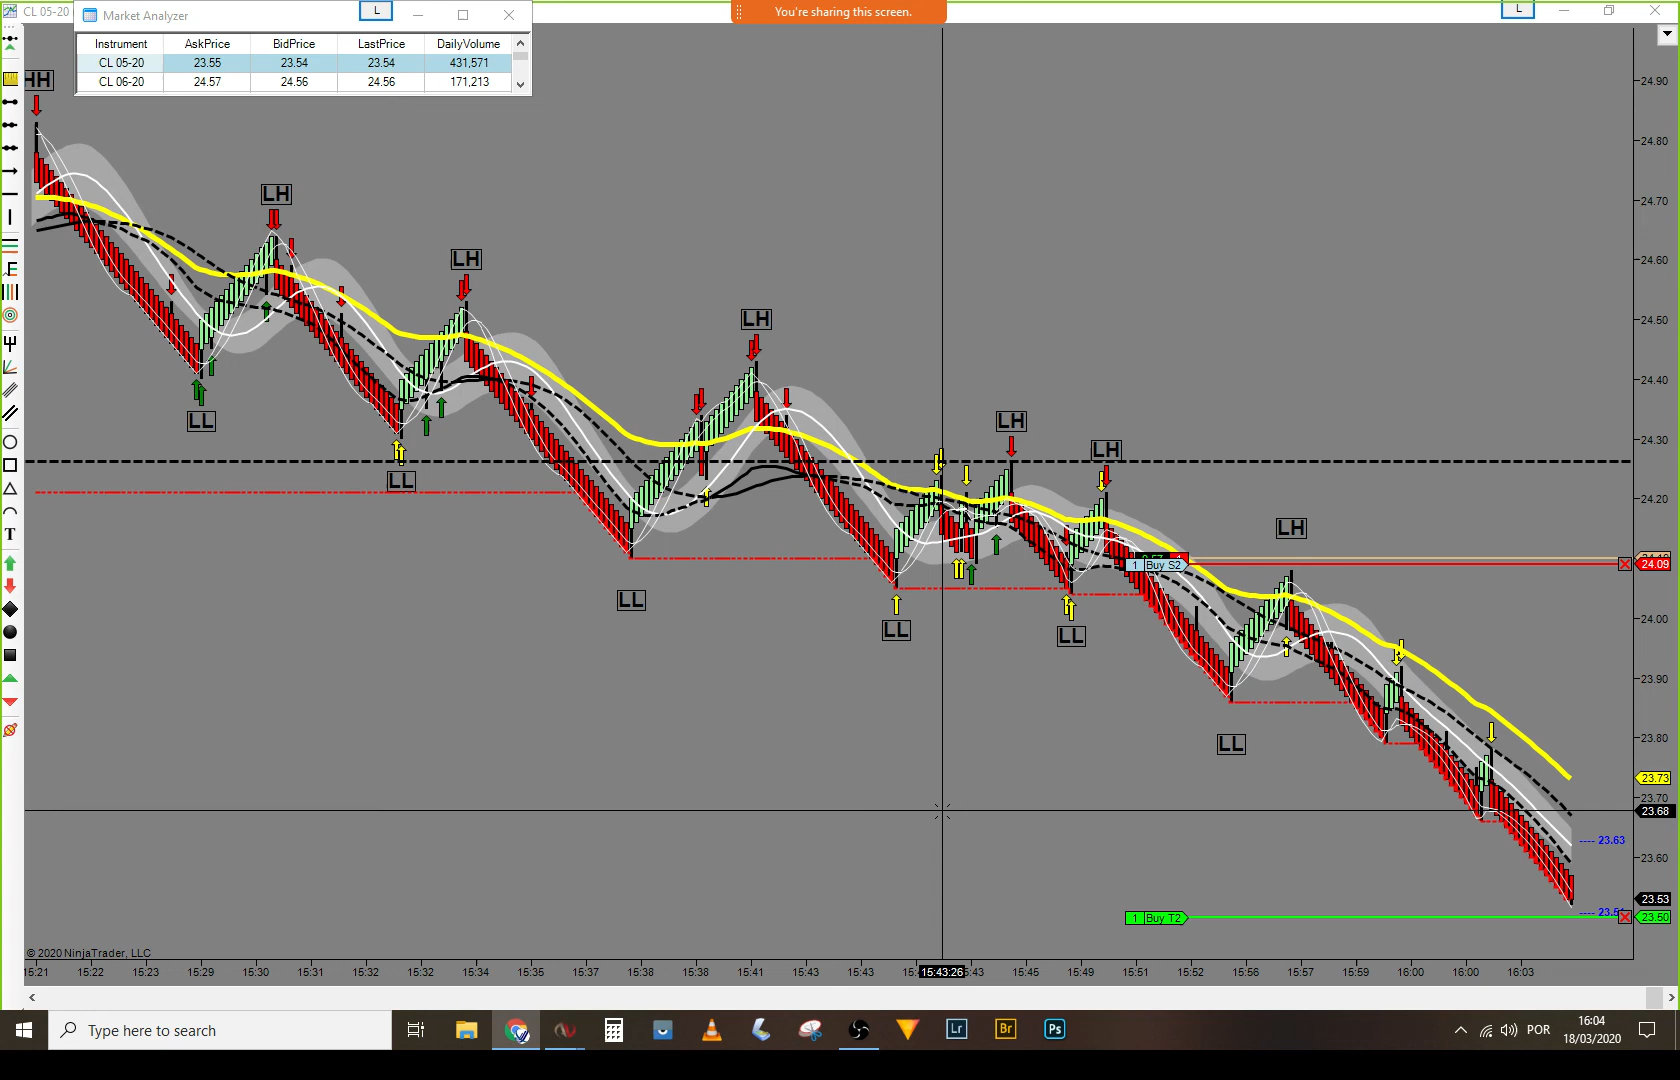 CL 05-20
Market Analyzer
L
You're sharing this screen.
L
Instrument AskPrice BidPrice LastPrice DailyVolume
CL 05-20 23.55 23.54 23.54 431,571
CL 06-20 24.57 24.56 24.56 171,213
HH
LH
LH
LH
LH
LH
LH
LL
LL
LL
LL
LL
LL
24.90
24.80
24.70
24.60
24.50
24.40
24.30
24.20
24.09
24.00
23.90
23.80
23.73
23.70
23.68
23.63
23.60
23.53
23.50
1 Buy S2
1 Buy T2
F
T
© 2020 NinjaTrader, LLC
15:21 15:22 15:23 15:29 15:30 15:31 15:32 15:32 15:34 15:35 15:37 15:38 15:38 15:41 15:43 15:43 15:43:26 15:45 15:49 15:51 15:52 15:56 15:57 15:59 16:00 16:00 16:03
Type here to search
Lr
Br
Ps
POR
16:04
18/03/2020